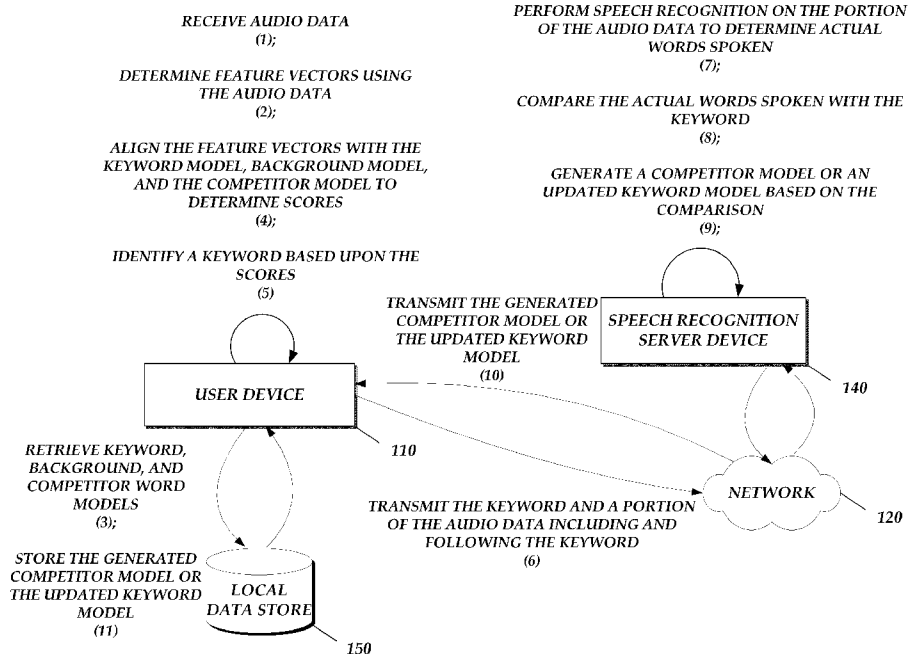 RECEIVE AUDIO DATA
(1);
DETERMINE FEATURE VECTORS USING
THE AUDIO DATA
(2);
ALIGN THE FEATURE VECTORS WITH THE
KEYWORD MODEL, BACKGROUND MODEL,
AND THE COMPETITOR MODEL TO
DETERMINE SCORES
(4);
IDENTIFY A KEYWORD BASED UPON THE
SCORES
(5)
PERFORM SPEECH RECOGNITION ON THE PORTION
OF THE AUDIO DATA TO DETERMINE ACTUAL
WORDS SPOKEN
(7);
COMPARE THE ACTUAL WORDS SPOKEN WITH THE
KEYWORD
(8);
GENERATE A COMPETITOR MODEL OR AN
UPDATED KEYWORD MODEL BASED ON THE
COMPARISON
(9);
TRANSMIT THE GENERATED
COMPETITOR MODEL OR
THE UPDATED KEYWORD
MODEL
(10)
SPEECH RECOGNITION
SERVER DEVICE
140
USER DEVICE
110
RETRIEVE KEYWORD,
BACKGROUND, AND
COMPETITOR WORD
MODELS
(3);
STORE THE GENERATED
COMPETITOR MODEL OR
THE UPDATED KEYWORD
MODEL
(11)
TRANSMIT THE KEYWORD AND A PORTION
OF THE AUDIO DATA INCLUDING AND
FOLLOWING THE KEYWORD
(6)
NETWORK
120
LOCAL
DATA STORE
150